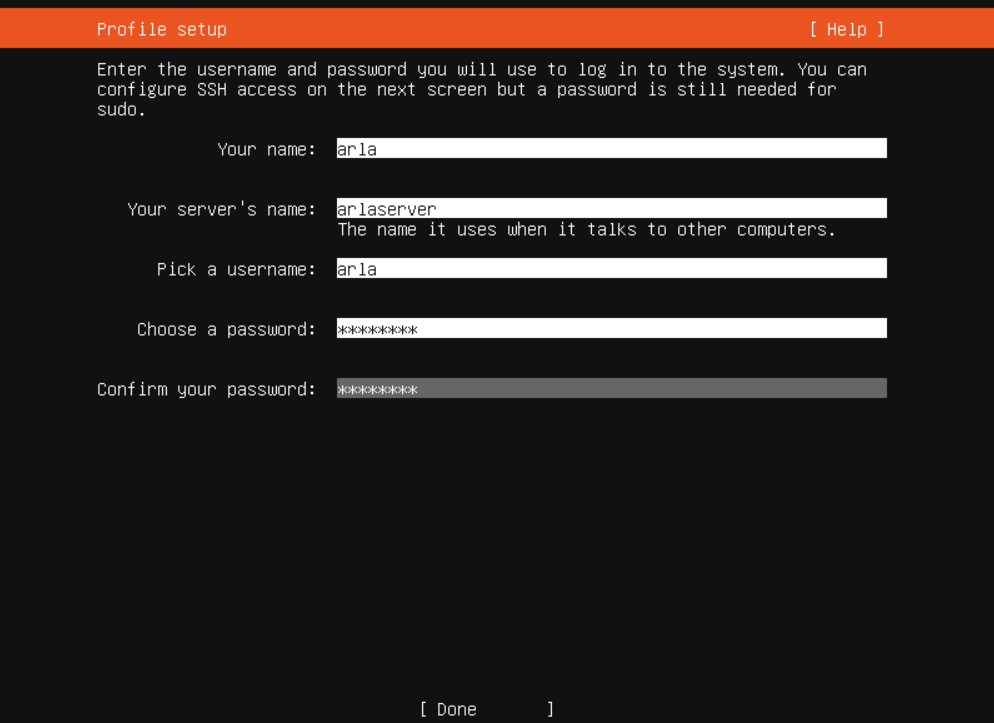 Profile setup [ Help ]
Enter the username and password you will use to log in to the system. You can
configure SSH access on the next screen but a password is still needed for
sudo.
Your name: arla
Your server's name: arlaserver
The name it uses when it talks to other computers.
Pick a username: arla
Choose a password: ********
Confirm your password: ********
[ Done ]